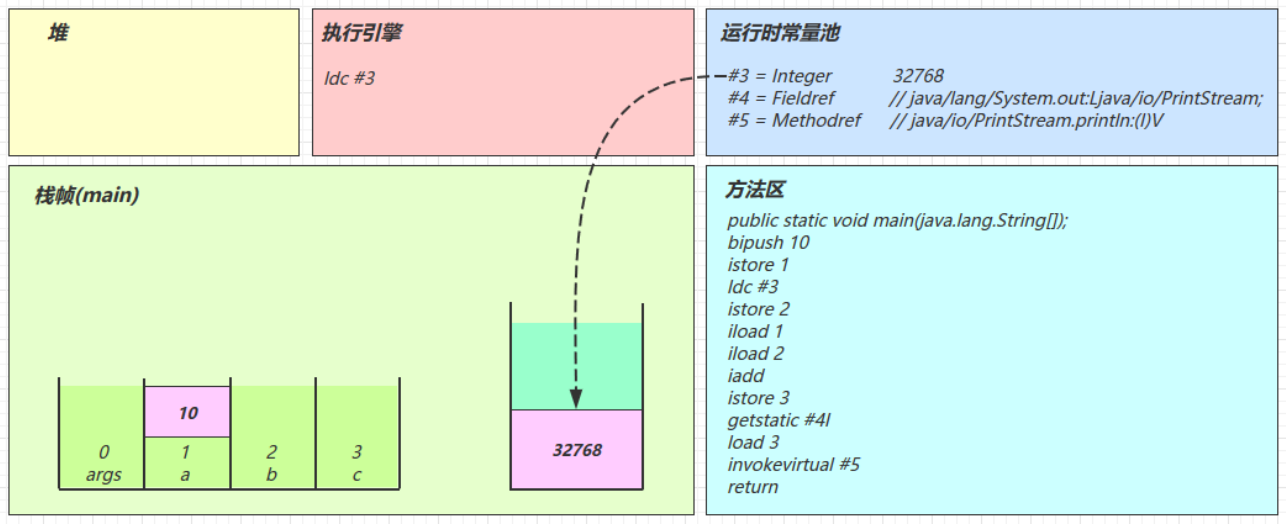 堆
执行引擎
ldc #3
运行时常量池
#3 = Integer 32768
#4 = Fieldref // java/lang/System.out:Ljava/io/PrintStream;
#5 = Methodref // java/io/PrintStream.println:(I)V
栈帧(main)
10
0 1 2 3
args a b c
32768
方法区
public static void main(java.lang.String[]);
bipush 10
istore 1
ldc #3
istore 2
iload 1
iload 2
iadd
istore 3
getstatic #4I
load 3
invokevirtual #5
return